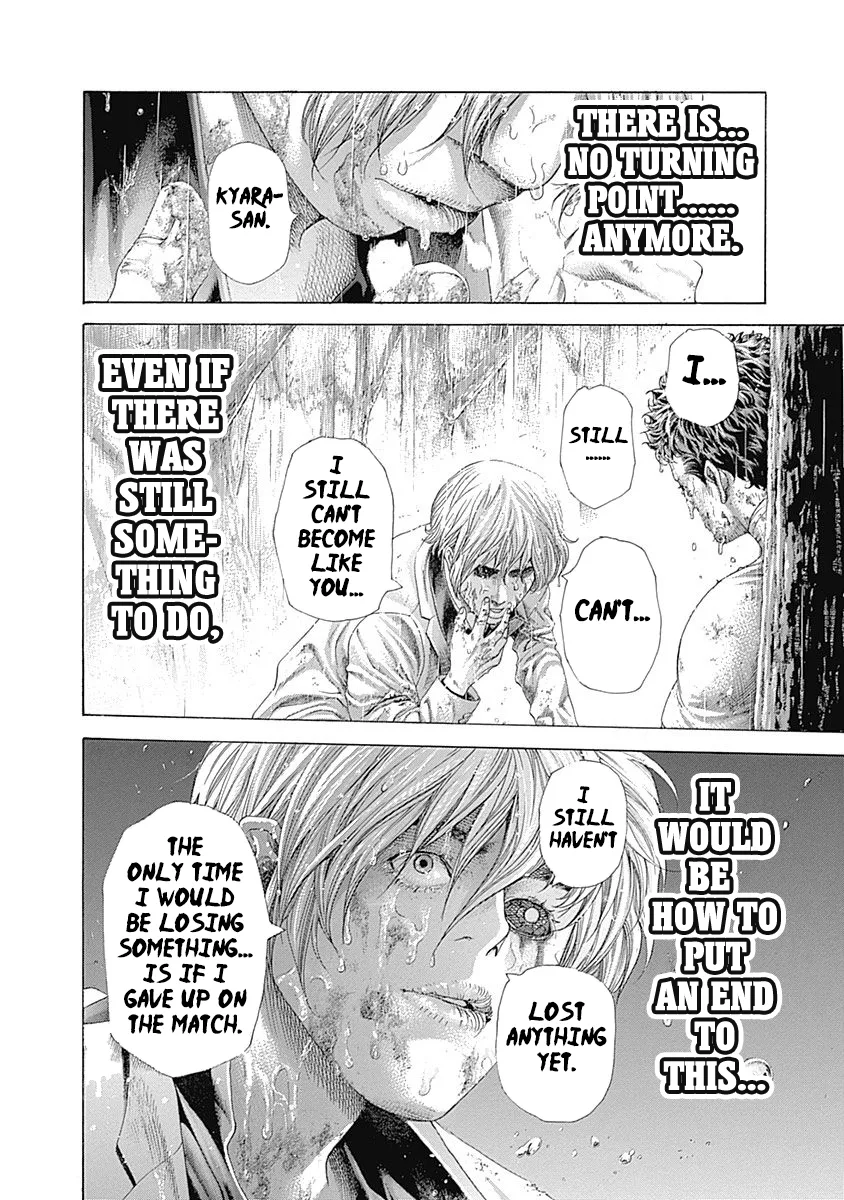 THERE IS...
NO TURNING
POINT......
ANYMORE.
KYARA-
SAN.
I...
STILL
......
CAN'T...
I
STILL
CAN'T
BECOME
LIKE
YOU...
EVEN IF
THERE
WAS
STILL
SOME-
THING
TO DO,
IT
WOULD
BE
HOW TO
PUT
AN END
TO
THIS...
I
STILL
HAVEN'T
LOST
ANYTHING
YET.
THE
ONLY TIME
I WOULD
BE LOSING
SOMETHING...
IS IF I
GAVE UP ON
THE MATCH.